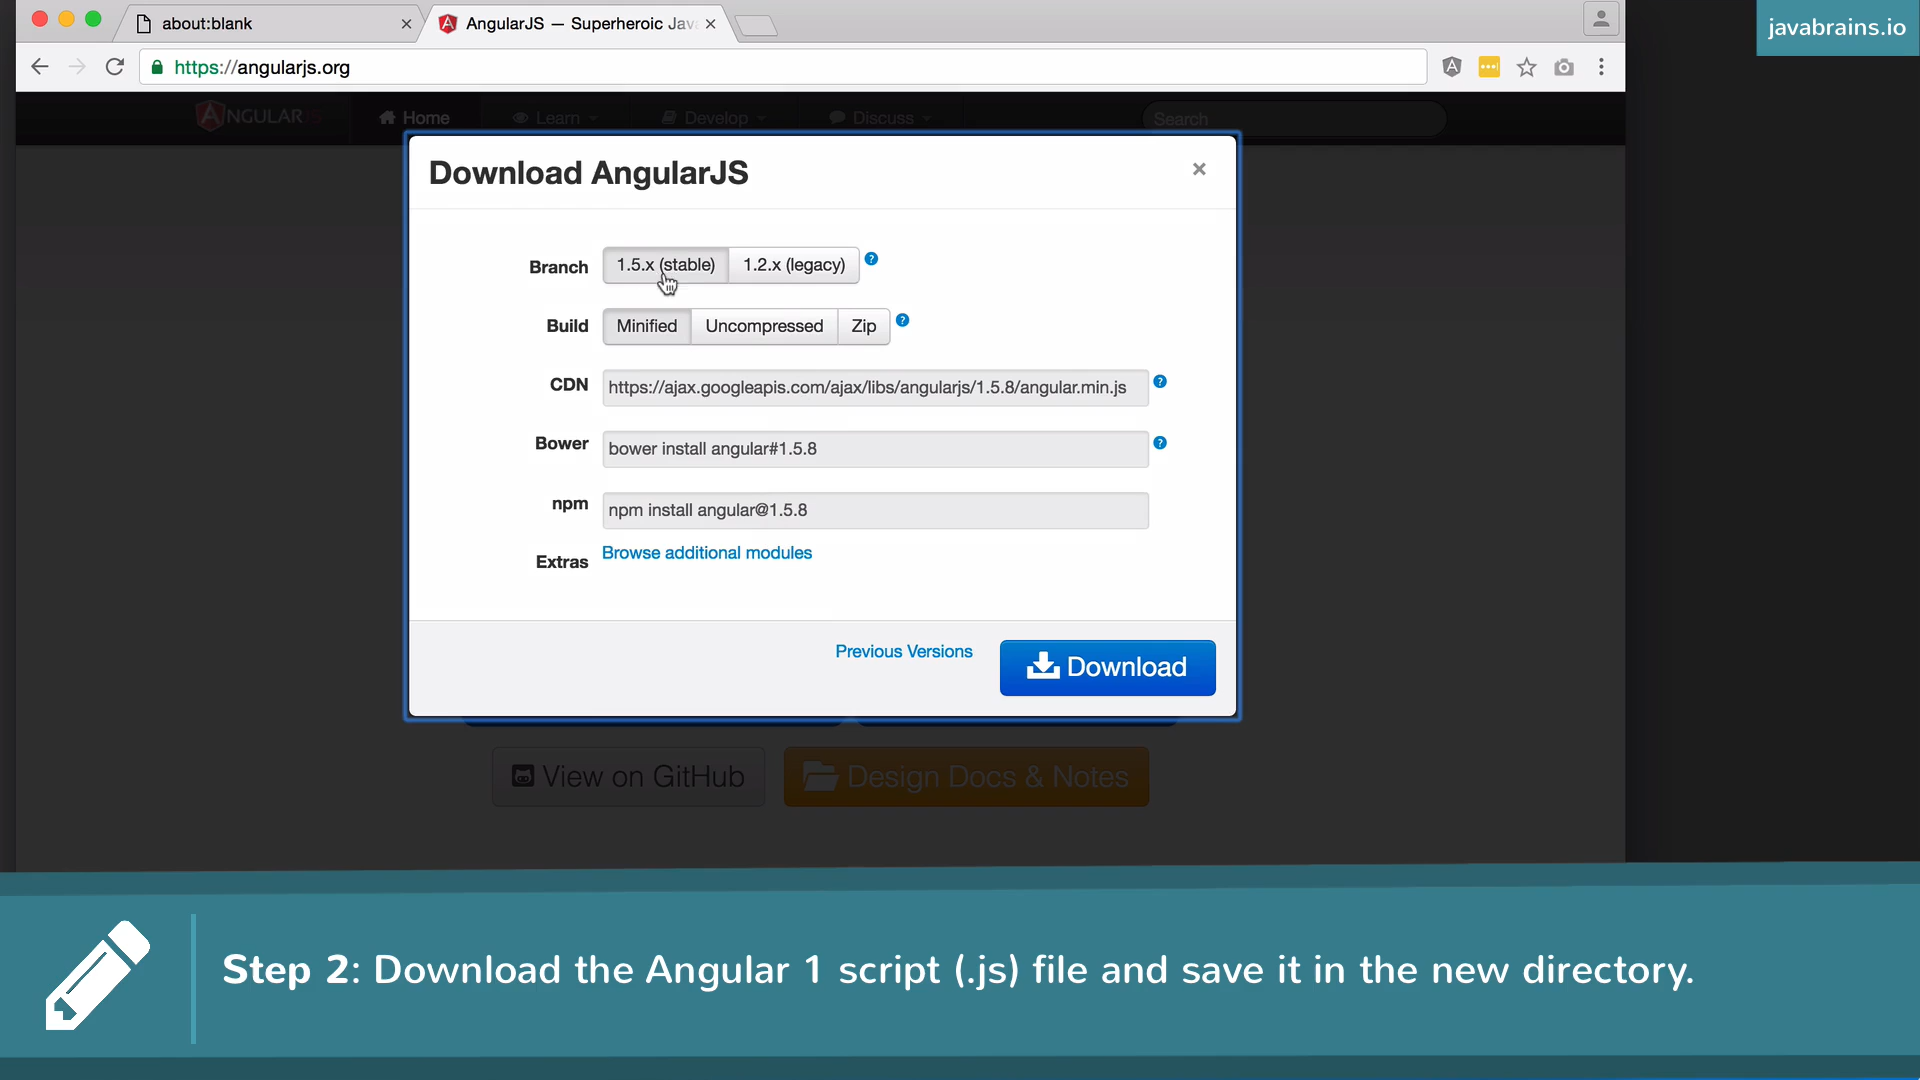 about:blank
AngularJS — Superheroic Jav
javabrains.io
https://angularjs.org
ANGULARJS
Home
Learn
Develop
Discuss
Search
Download AngularJS
×
Branch
1.5.x (stable)
1.2.x (legacy)
?
Build
Minified
Uncompressed
Zip
?
CDN
https://ajax.googleapis.com/ajax/libs/angularjs/1.5.8/angular.min.js
?
Bower
bower install angular#1.5.8
?
npm
npm install angular@1.5.8
Extras
Browse additional modules
Previous Versions
Download
View on GitHub
Design Docs & Notes
Step 2: Download the Angular 1 script (.js) file and save it in the new directory.